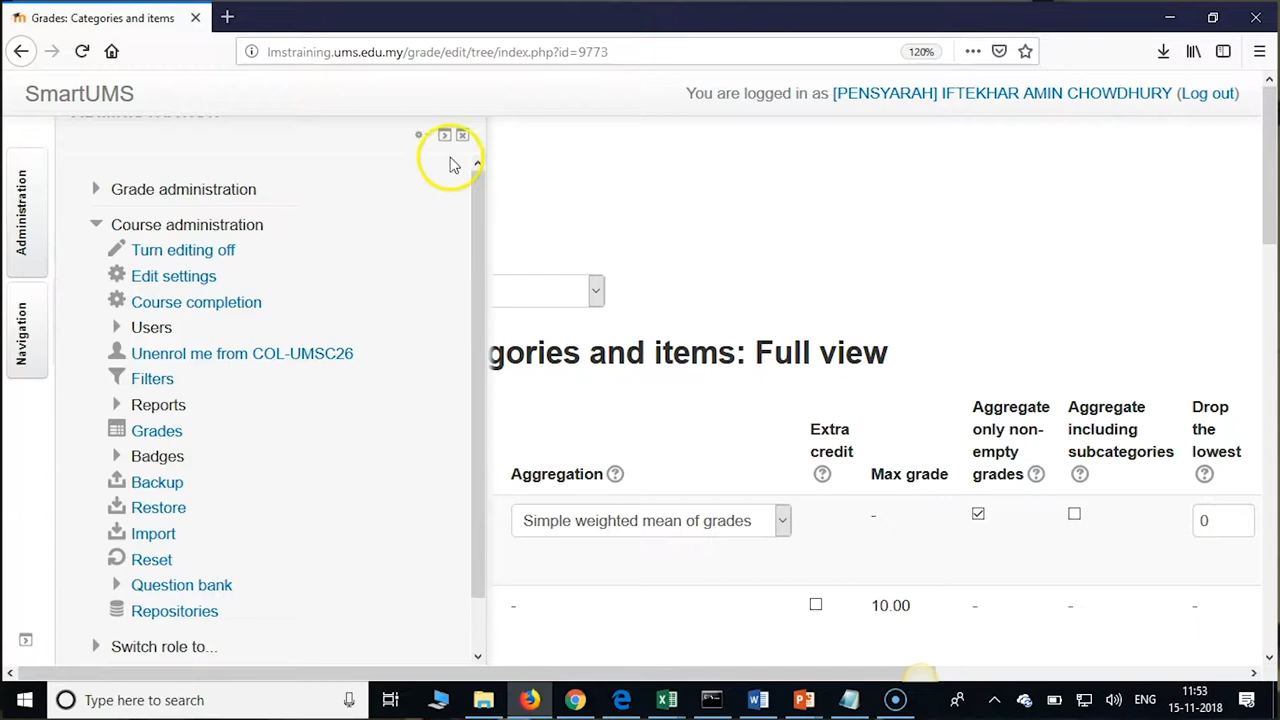 Grades: Categories and items
lmstraining.ums.edu.my/grade/edit/tree/index.php?id=9773
120%
SmartUMS
You are logged in as [PENSYARAH] IFTEKHAR AMIN CHOWDHURY (Log out)
ADMINISTRATION
Administration
Navigation
Grade administration
Course administration
Turn editing off
Edit settings
Course completion
Users
Unenrol me from COL-UMSC26
Filters
Reports
Grades
Badges
Backup
Restore
Import
Reset
Question bank
Repositories
Switch role to...
gories and items: Full view
Aggregation
Extra
credit
Max grade
Aggregate
only non-
empty
grades
Aggregate
including
subcategories
Drop
the
lowest
Simple weighted mean of grades
-
0
-
10.00
-
-
-
Type here to search
ENG
11:53
15-11-2018